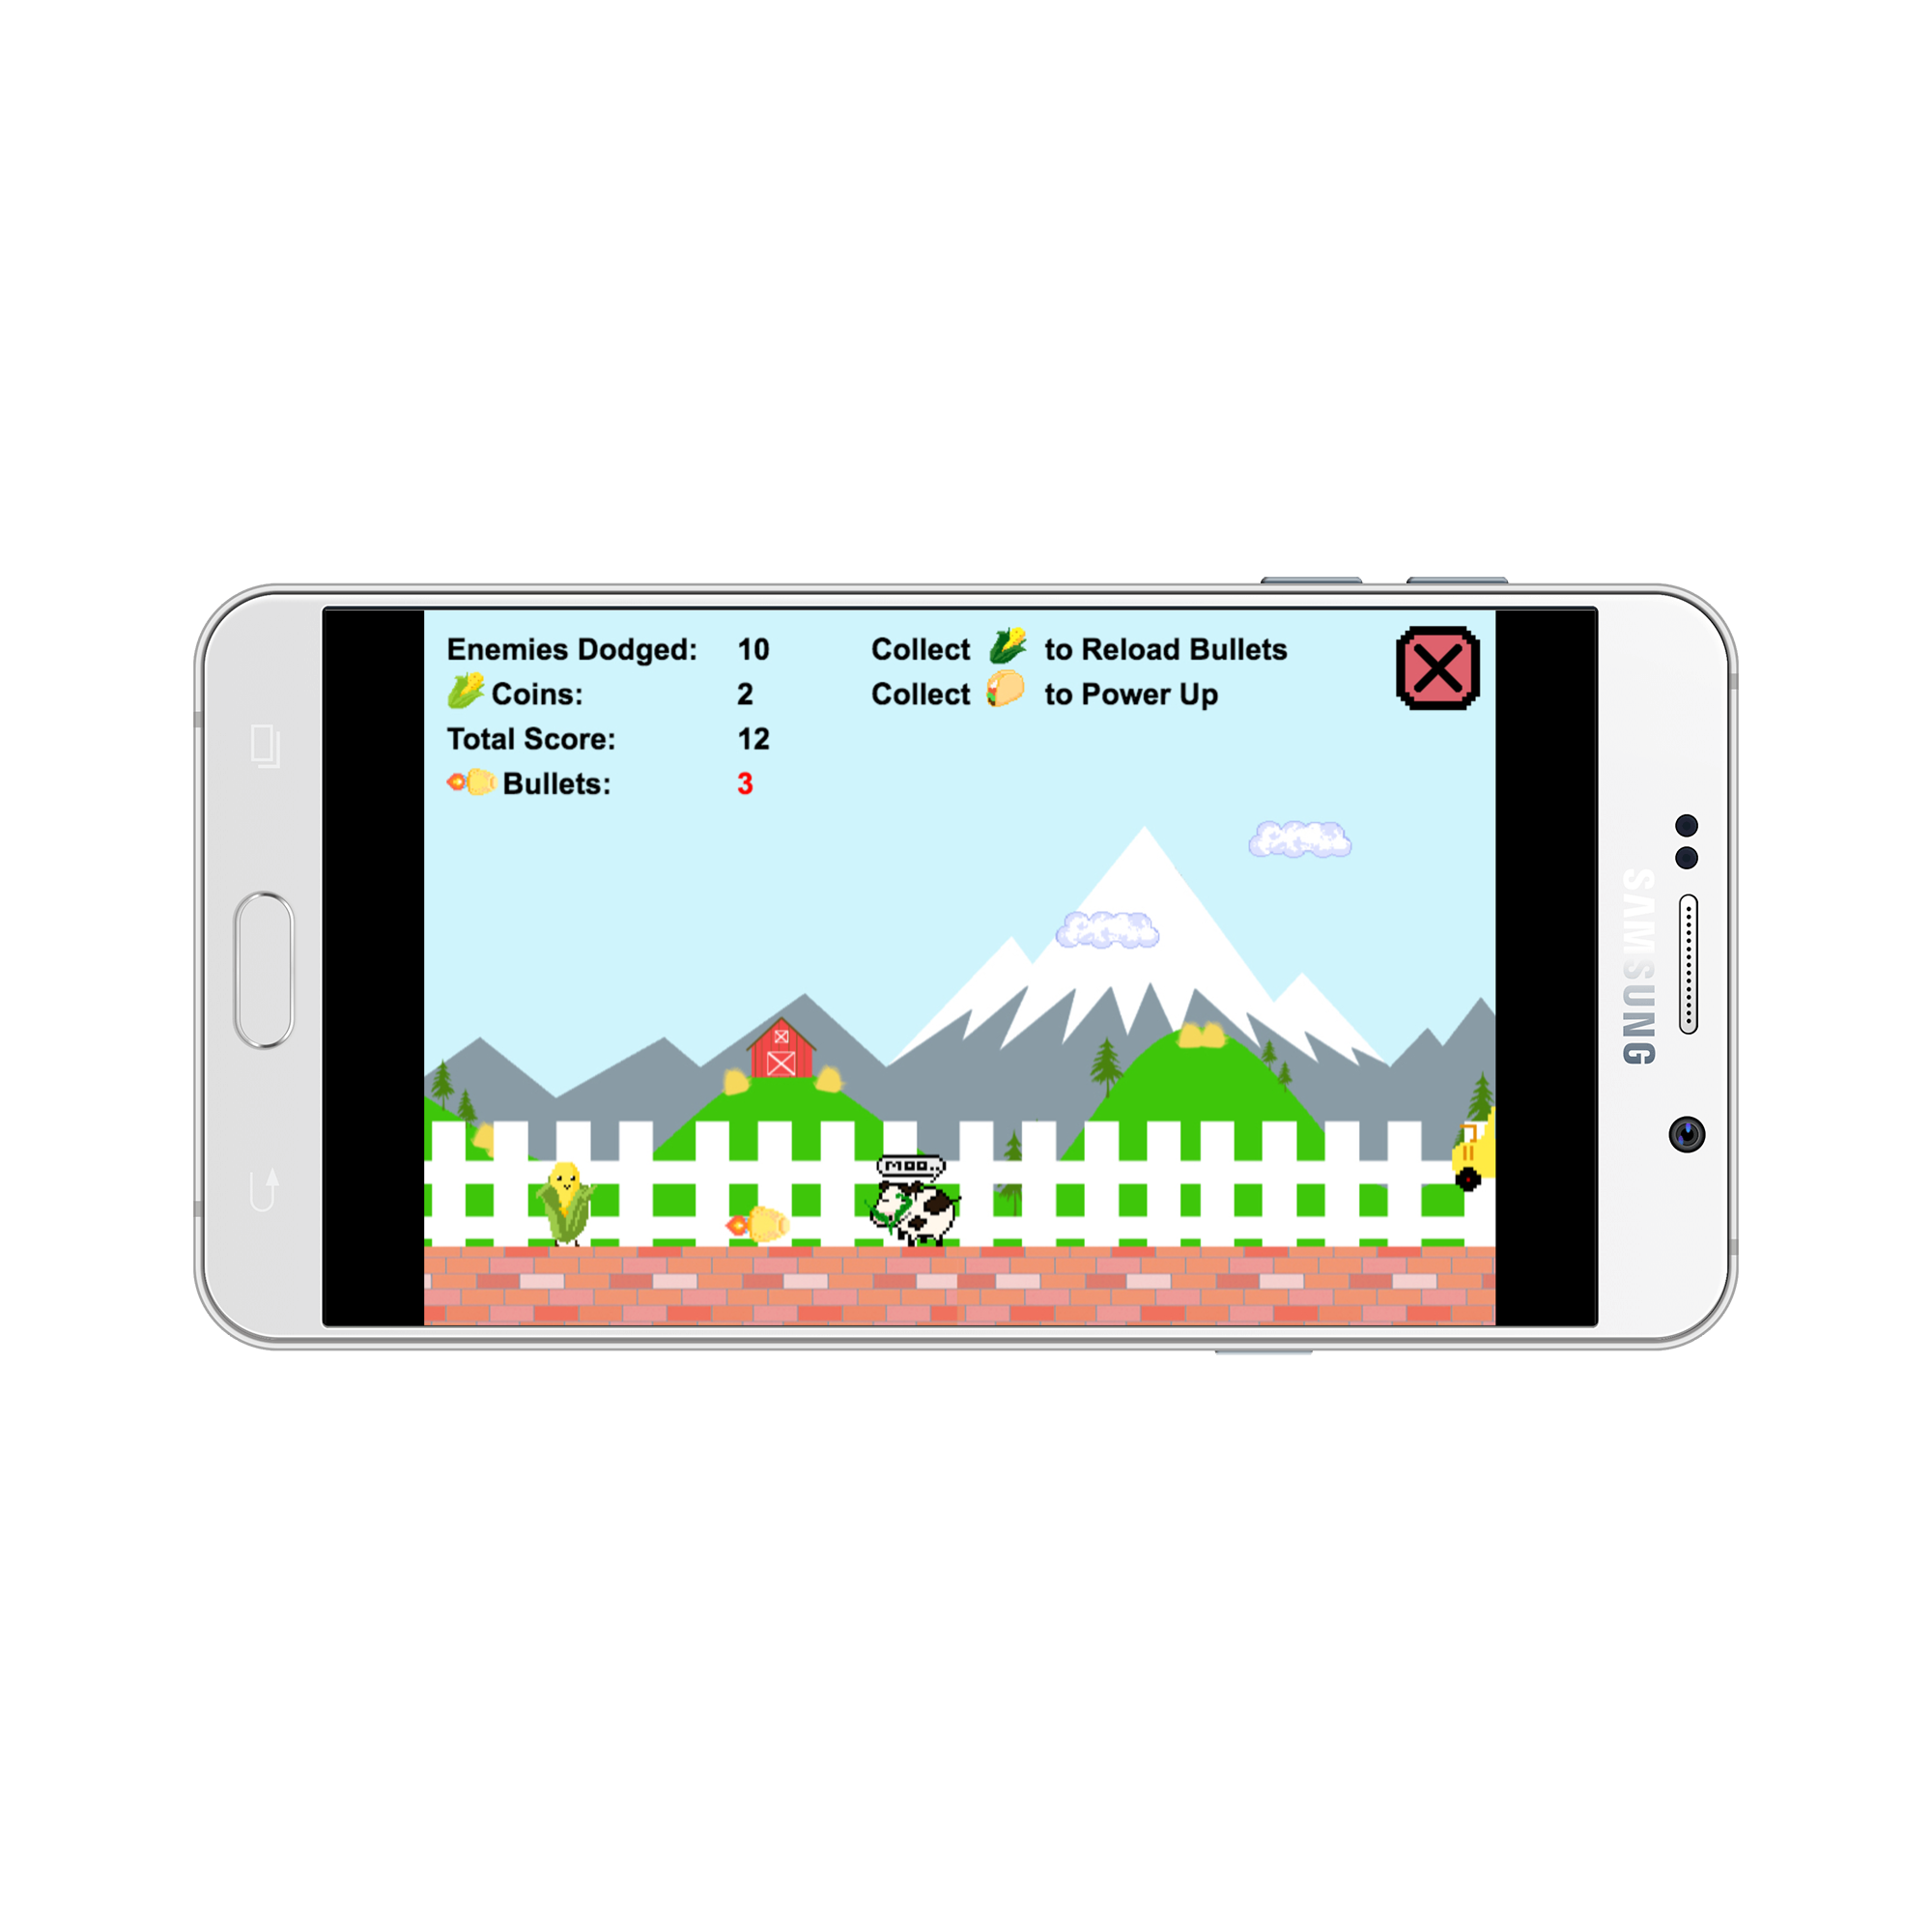 Enemies Dodged: 10
Coins: 2
Total Score: 12
Bullets: 3
Collect to Reload Bullets
Collect to Power Up
MOO..
SAMSUNG